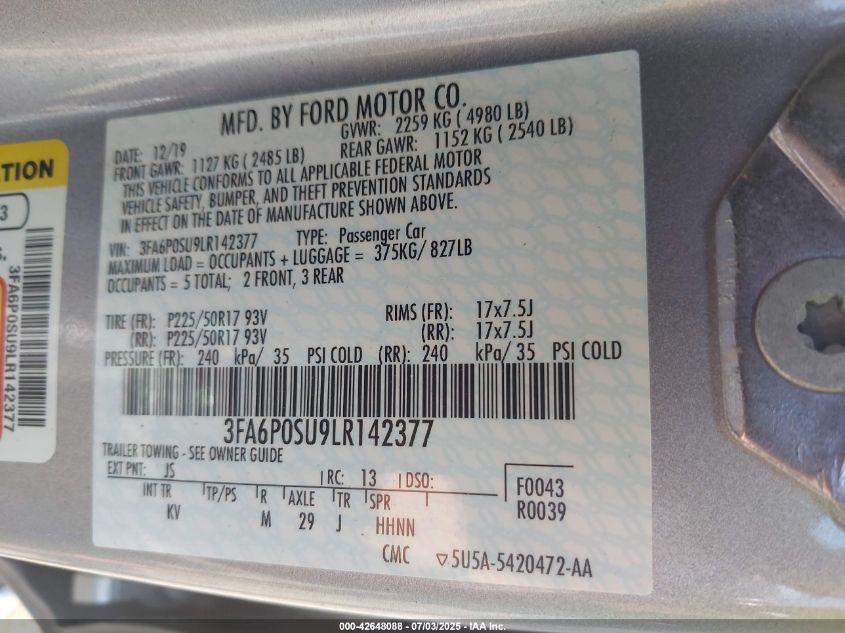 TION
3
3FA6P0SU9LR142377
MFD. BY FORD MOTOR CO.
DATE: 12/19 GVWR: 2259 KG ( 4980 LB)
FRONT GAWR: 1127 KG ( 2485 LB) REAR GAWR: 1152 KG ( 2540 LB)
THIS VEHICLE CONFORMS TO ALL APPLICABLE FEDERAL MOTOR
VEHICLE SAFETY, BUMPER, AND THEFT PREVENTION STANDARDS
IN EFFECT ON THE DATE OF MANUFACTURE SHOWN ABOVE.
VIN: 3FA6P0SU9LR142377 TYPE: Passenger Car
MAXIMUM LOAD = OCCUPANTS + LUGGAGE = 375KG/ 827LB
OCCUPANTS = 5 TOTAL; 2 FRONT, 3 REAR
TIRE (FR): P225/50R17 93V RIMS (FR): 17x7.5J
(RR): P225/50R17 93V (RR): 17x7.5J
PRESSURE (FR): 240 kPa/ 35 PSI COLD (RR): 240 kPa/ 35 PSI COLD
3FA6P0SU9LR142377
TRAILER TOWING - SEE OWNER GUIDE
EXT PNT: JS RC: 13 DSO:
INT TR TP/PS R AXLE TR SPR
KV M 29 J HHNN
F0043
R0039
CMC ▽5U5A-5420472-AA
000-42648088 - 07/03/2025 - IAA Inc.